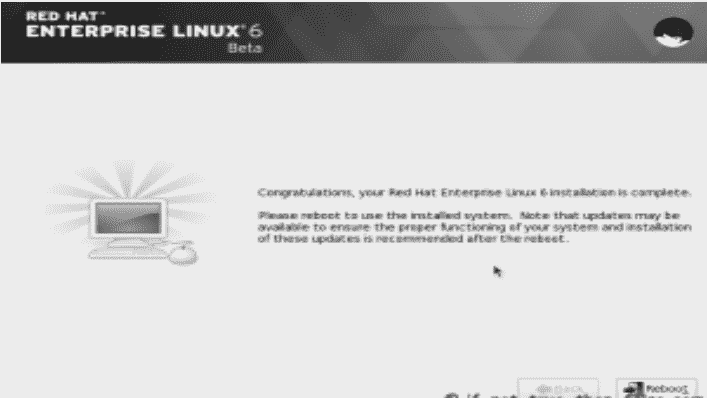 RED HAT™
ENTERPRISE LINUX® 6
Beta
Congratulations, your Red Hat Enterprise Linux 6 installation is complete.
Please reboot to use the installed system. Note that updates may be
available to ensure the proper functioning of your system and installation
of these updates is recommended after the reboot.
Back
Reboot